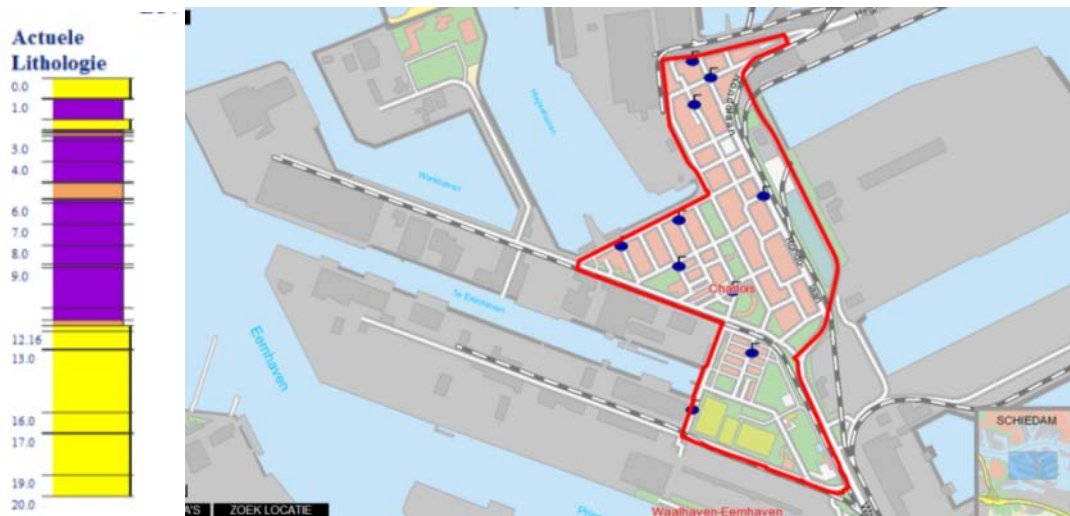 Actuele
Lithologie
0.0
1.0
3.0
4.0
6.0
7.0
8.0
9.0
12.16
13.0
16.0
17.0
19.0
20.0
Heysehaven
Werkhaven
1e Eemhaven
Eemhaven
Charlois
SCHIEDAM
Waalhaven-Eemhaven
A'S ZOEK LOCATIE